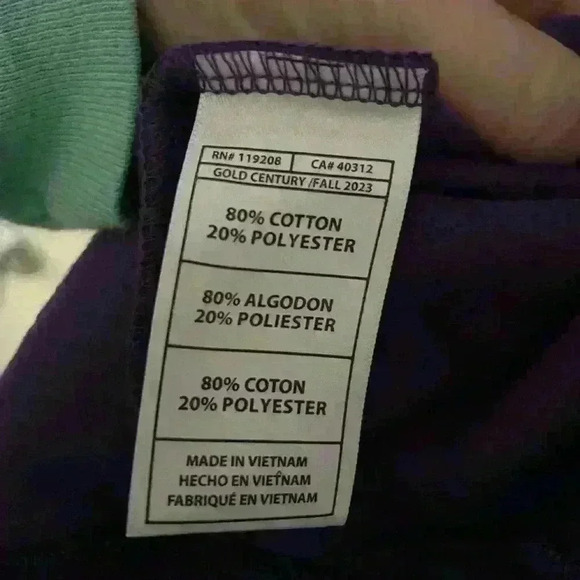 RN# 119208 CA# 40312
GOLD CENTURY /FALL 2023
80% COTTON
20% POLYESTER
80% ALGODON
20% POLIESTER
80% COTON
20% POLYESTER
MADE IN VIETNAM
HECHO EN VIETNAM
FABRIQUÉ EN VIETNAM